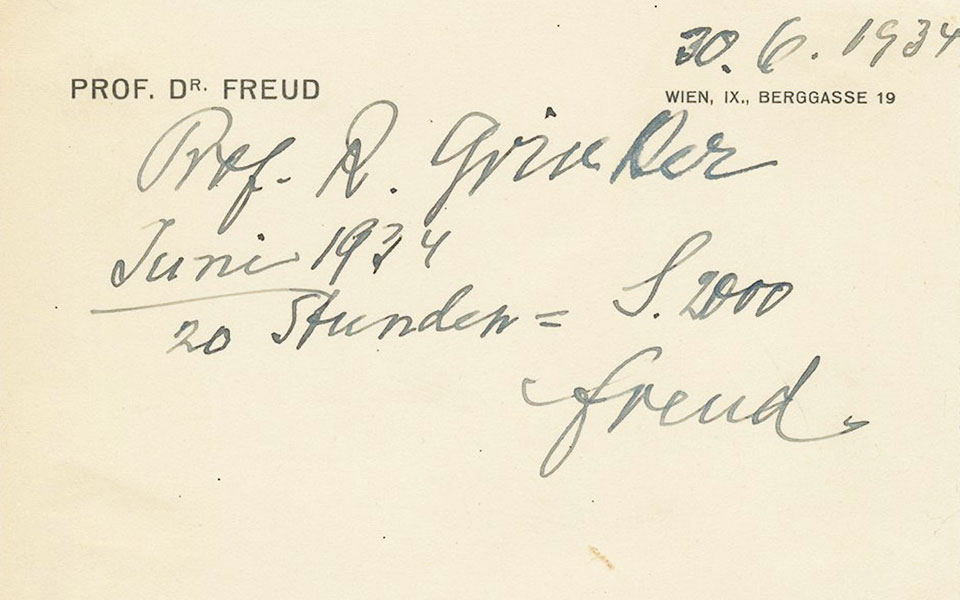 30. 6. 1934
PROF. DR. FREUD
WIEN, IX., BERGGASSE 19
Prof. R. Grinker
Juni 1934
20 Stunden = S. 2000
Freud